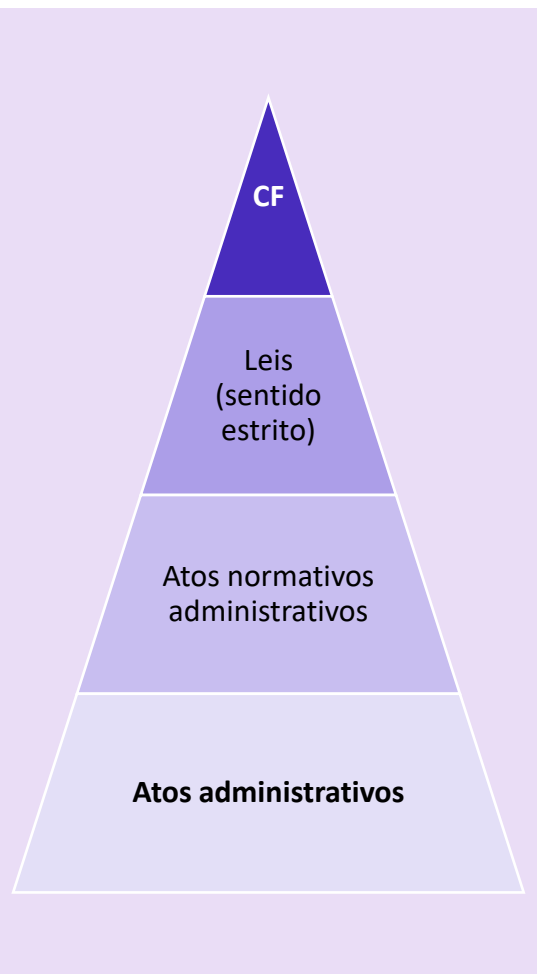 CF
Leis
(sentido
estrito)
Atos normativos
administrativos
Atos administrativos